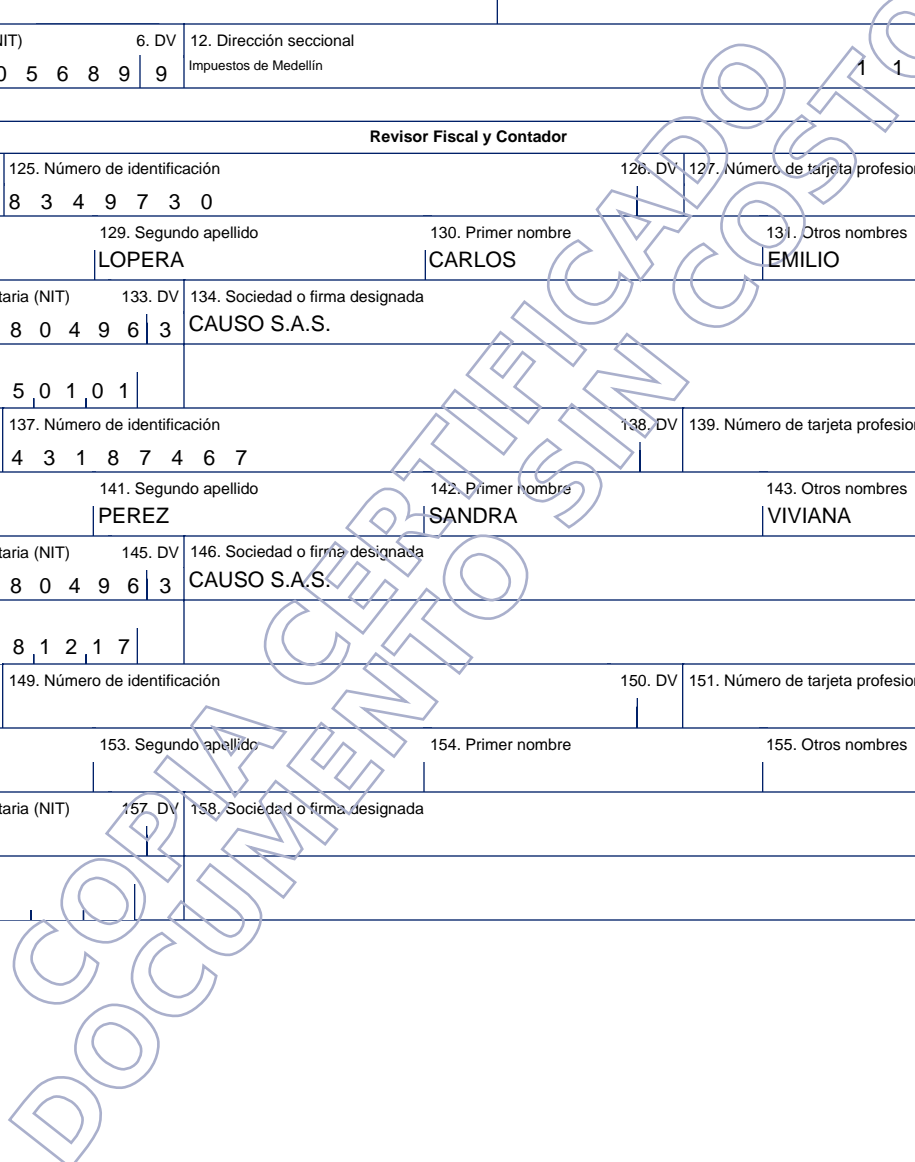 NIT) 6. DV 12. Dirección seccional
0 5 6 8 9 9 Impuestos de Medellín 1 1
Revisor Fiscal y Contador
125. Número de identificación 126. DV 127. Número de tarjeta profesion
8 3 4 9 7 3 0
129. Segundo apellido 130. Primer nombre 131. Otros nombres
LOPERA CARLOS EMILIO
taria (NIT) 133. DV 134. Sociedad o firma designada
8 0 4 9 6 3 CAUSO S.A.S.
5 0 1 0 1
137. Número de identificación 138. DV 139. Número de tarjeta profesion
4 3 1 8 7 4 6 7
141. Segundo apellido 142. Primer nombre 143. Otros nombres
PEREZ SANDRA VIVIANA
taria (NIT) 145. DV 146. Sociedad o firma designada
8 0 4 9 6 3 CAUSO S.A.S.
8 1 2 1 7
149. Número de identificación 150. DV 151. Número de tarjeta profesion
153. Segundo apellido 154. Primer nombre 155. Otros nombres
taria (NIT) 157. DV 158. Sociedad o firma designada
COPIA CERTIFICADO
DOCUMENTO SIN COSTO